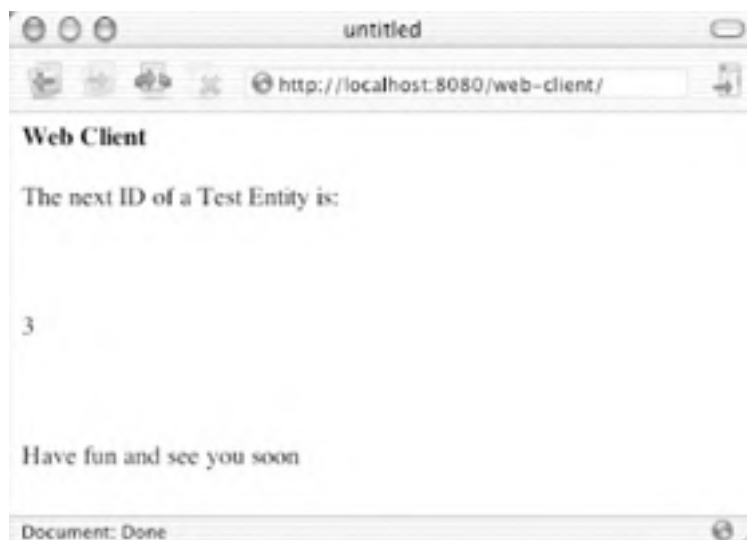 untitled
http://localhost:8080/web-client/
Web Client
The next ID of a Test Entity is:
3
Have fun and see you soon
Document: Done